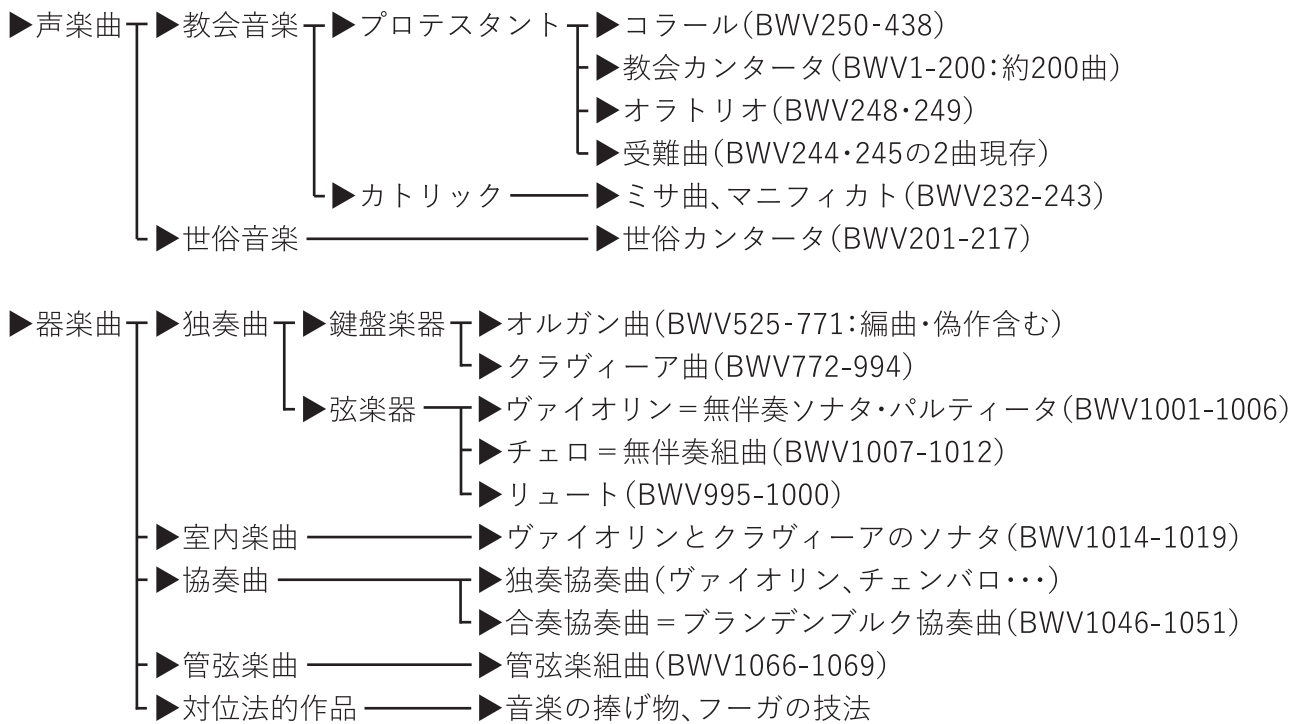 ▶声楽曲 ▶教会音楽 ▶プロテスタント ▶コラール(BWV250-438)
▶教会カンタータ(BWV1-200:約200曲)
▶オラトリオ(BWV248・249)
▶受難曲(BWV244・245の2曲現存)
▶カトリック ▶ミサ曲、マニフィカト(BWV232-243)
▶世俗音楽 ▶世俗カンタータ(BWV201-217)
▶器楽曲 ▶独奏曲 ▶鍵盤楽器 ▶オルガン曲(BWV525-771:編曲・偽作含む)
▶クラヴィーア曲(BWV772-994)
▶弦楽器 ▶ヴァイオリン=無伴奏ソナタ・パルティータ(BWV1001-1006)
▶チェロ=無伴奏組曲(BWV1007-1012)
▶リュート(BWV995-1000)
▶室内楽曲 ▶ヴァイオリンとクラヴィーアのソナタ(BWV1014-1019)
▶協奏曲 ▶独奏協奏曲(ヴァイオリン、チェンバロ・・・)
▶合奏協奏曲=ブランデンブルク協奏曲(BWV1046-1051)
▶管弦楽曲 ▶管弦楽組曲(BWV1066-1069)
▶対位法的作品 ▶音楽の捧げ物、フーガの技法